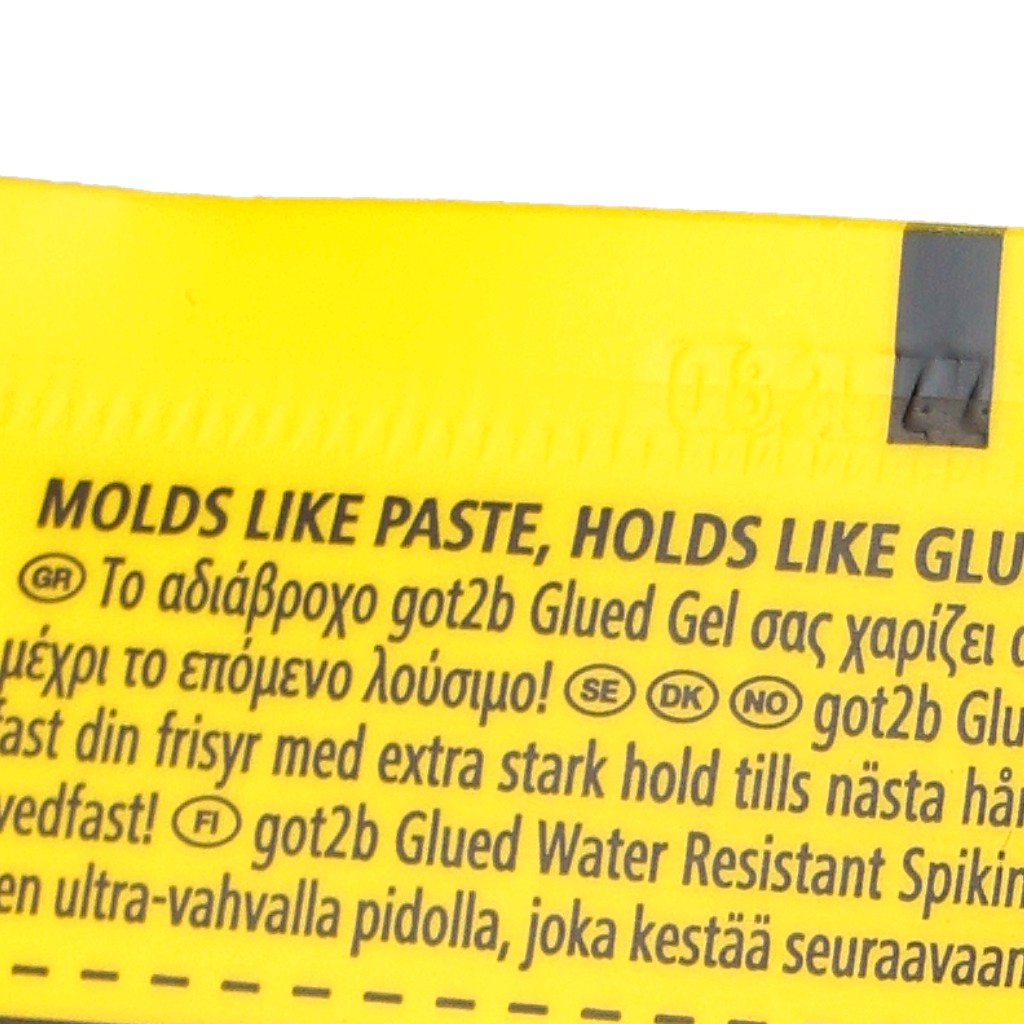 MOLDS LIKE PASTE, HOLDS LIKE GLU
GR Το αδιάβροχο got2b Glued Gel σας χαρίζει
μέχρι το επόμενο λούσιμο! SE DK NO got2b Glu
fast din frisyr med extra stark hold tills nästa hår
vedfast! FI got2b Glued Water Resistant Spikin
en ultra-vahvalla pidolla, joka kestää seuraavaan